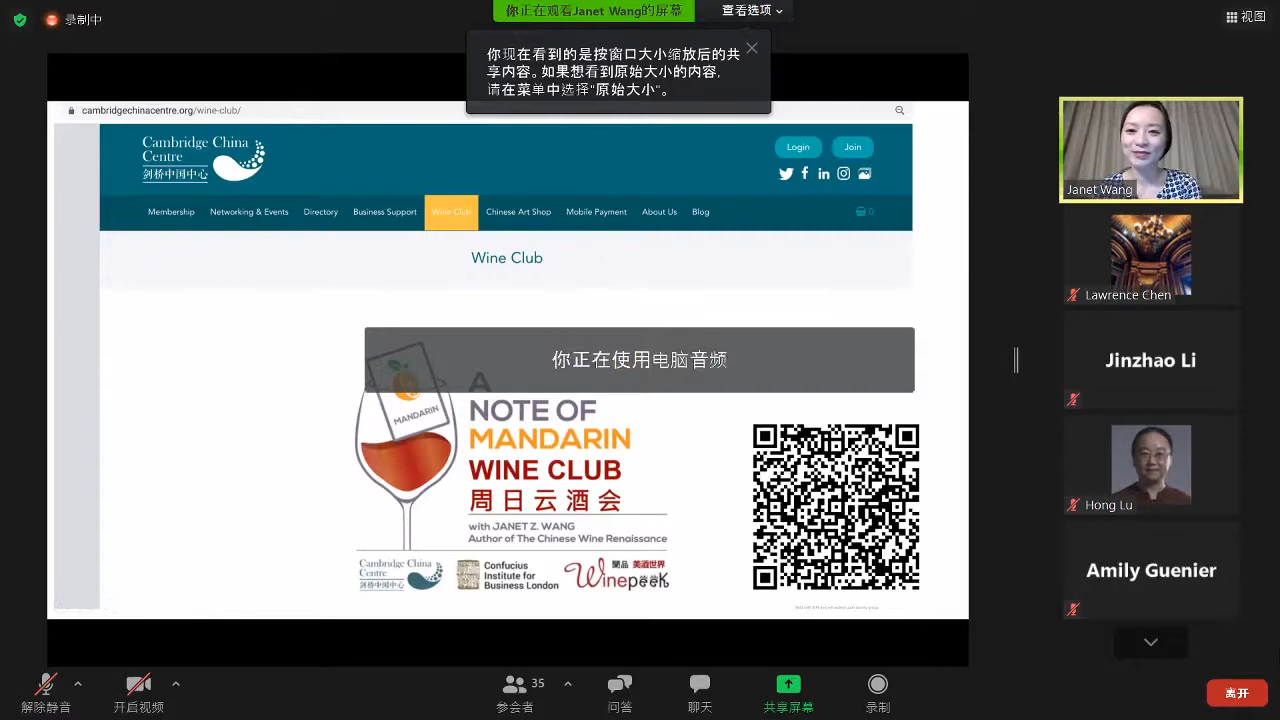 录制中
你正在观看Janet Wang的屏幕
查看选项
视图
你现在看到的是按窗口大小缩放后的共
享内容。如果想看到原始大小的内容,
请在菜单中选择"原始大小"。
cambridgechinacentre.org/wine-club/
Cambridge China
Centre
剑桥中国中心
Login
Join
Membership
Networking & Events
Directory
Business Support
Wine Club
Chinese Art Shop
Mobile Payment
About Us
Blog
0
Wine Club
你正在使用电脑音频
MANDARIN
A
NOTE OF
MANDARIN
WINE CLUB
周日云酒会
with JANET Z. WANG
Author of The Chinese Wine Renaissance
Cambridge China
Centre
剑桥中国中心
Confucius
Institute for
Business London
闻品 美酒世界
Winepeek
Janet Wang
Lawrence Chen
Jinzhao Li
Hong Lu
Amily Guenier
解除静音
开启视频
35
参会者
问答
聊天
共享屏幕
录制
离开